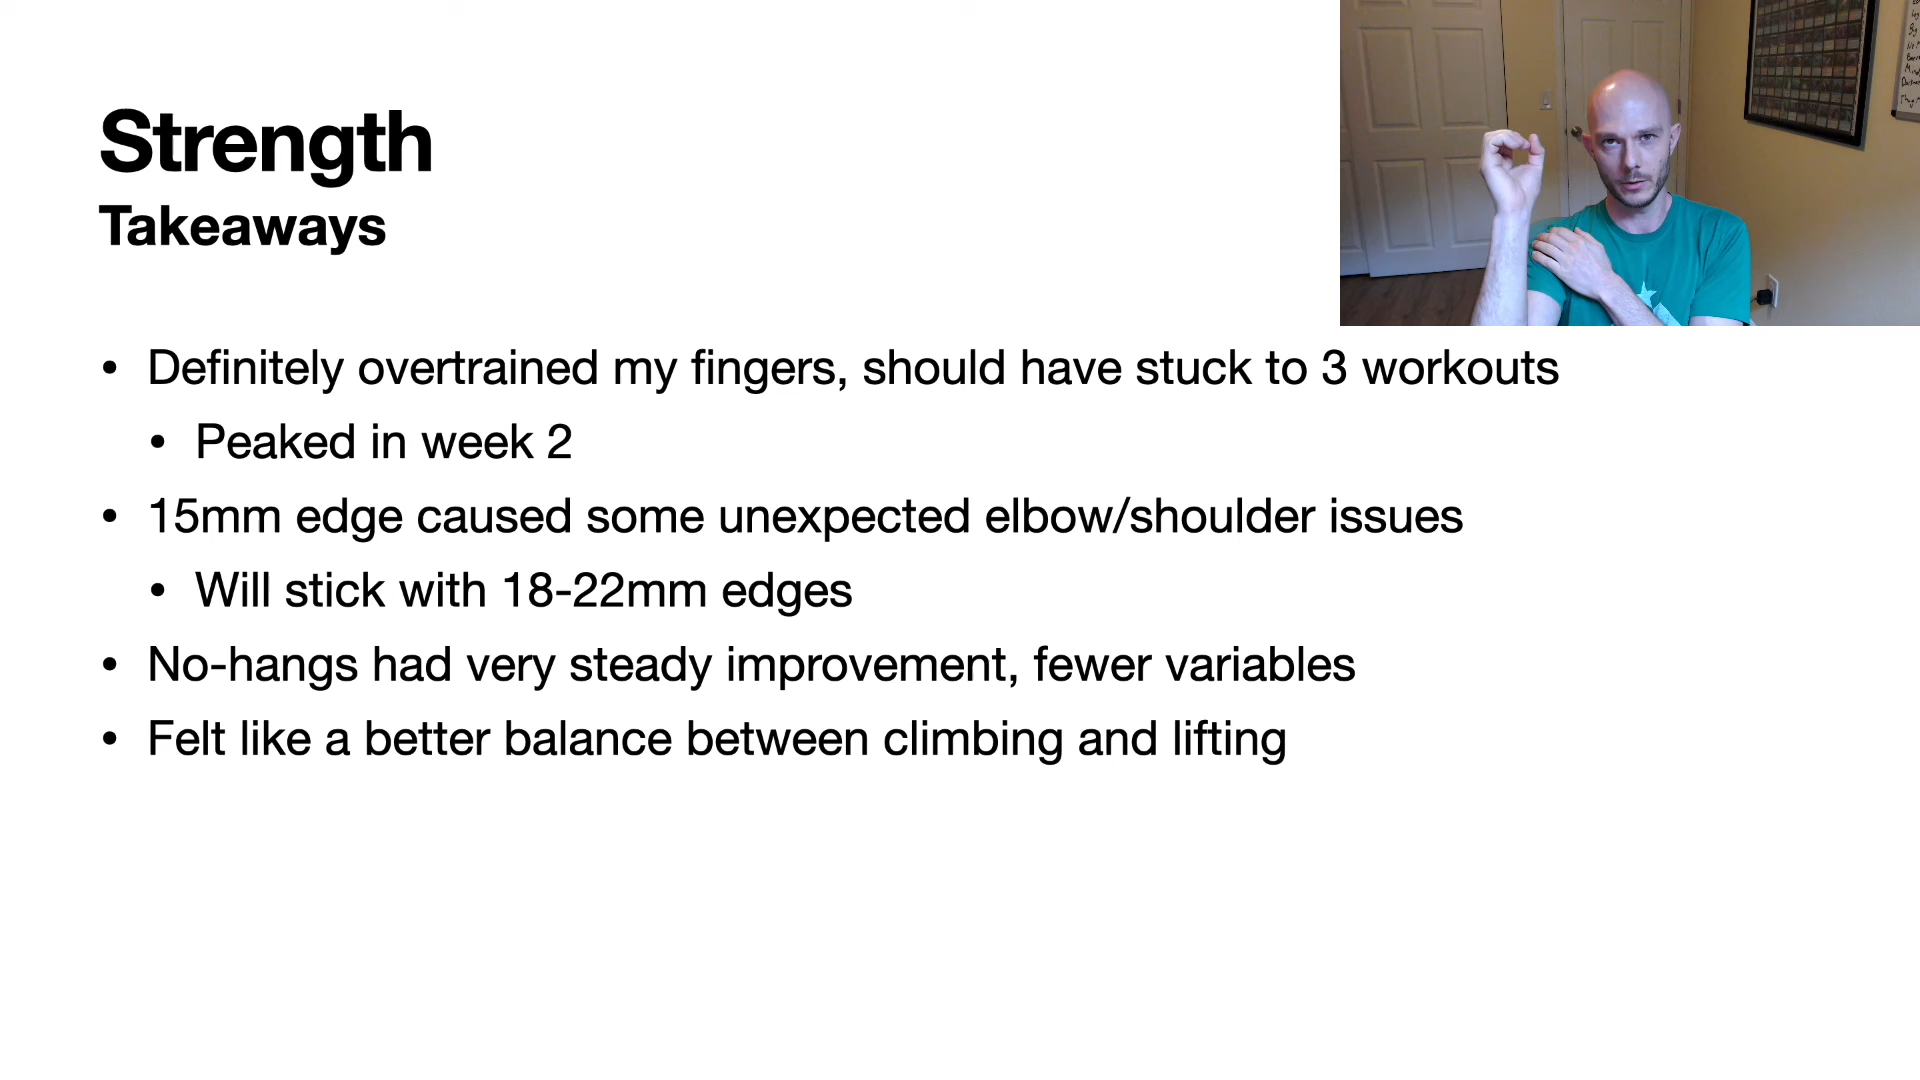 Strength
Takeaways
• Definitely overtrained my fingers, should have stuck to 3 workouts
• Peaked in week 2
• 15mm edge caused some unexpected elbow/shoulder issues
• Will stick with 18-22mm edges
• No-hangs had very steady improvement, fewer variables
• Felt like a better balance between climbing and lifting